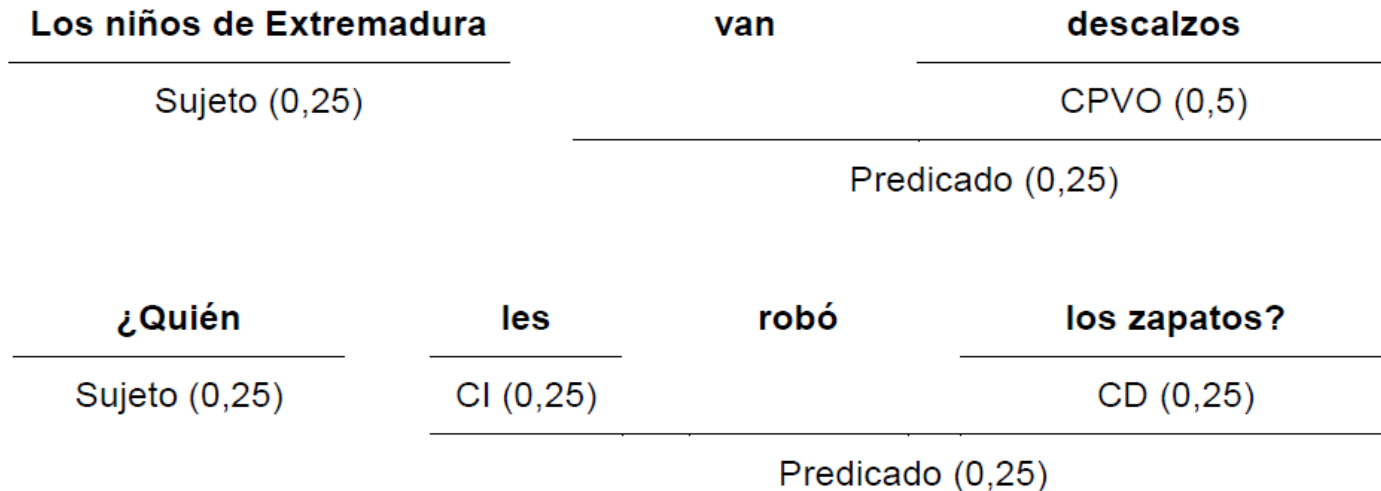 Los niños de Extremadura van descalzos
Sujeto (0,25) CPVO (0,5)
Predicado (0,25)
¿Quién les robó los zapatos?
Sujeto (0,25) CI (0,25) CD (0,25)
Predicado (0,25)